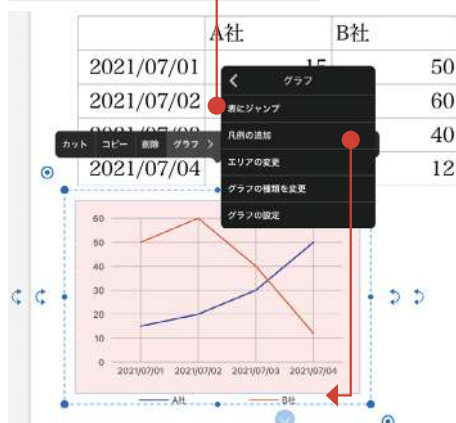 A社 B社
2021/07/01 15 50
2021/07/02 60
40
2021/07/04 12
グラフ
表にジャンプ
凡例の追加
エリアの変更
グラフの種類を変更
グラフの設定
カット コピー 削除 グラフ
60
50
40
30
20
10
0
2021/07/01 2021/07/02 2021/07/03 2021/07/04
A社 B社